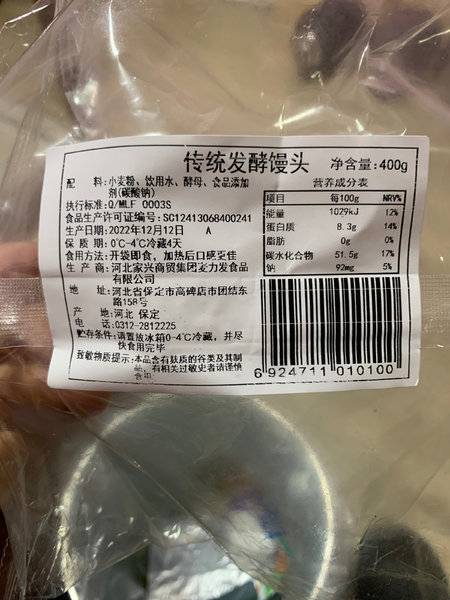 传统发酵馒头 净含量:400g
配 料:小麦粉、饮用水、酵母、食品添加
剂(碳酸钠)
执行标准:Q/MLF 0003S
食品生产许可证编号:SC12413068400241
生产日期:2022年12月12日 A
保 质 期:0℃-4℃冷藏4天
食用方法:开袋即食,加热后口感更佳
生 产 商:河北家兴商贸集团麦力发食品
有限公司
地 址:河北省保定市高碑店市团结东
路158号
产 地:河北 保定
电 话:0312-2812225
贮存条件:请置放冰箱0-4℃冷藏,并尽
快食用完毕
致敏物质提示:本品含有麸质的谷类及其制
品,有相关过敏史者请谨慎
食用
营养成分表
项目 每100g NRV%
能量 1029kJ 12%
蛋白质 8.3g 14%
脂肪 0g 0%
碳水化合物 51.5g 17%
钠 92mg 5%
6 924711 010100